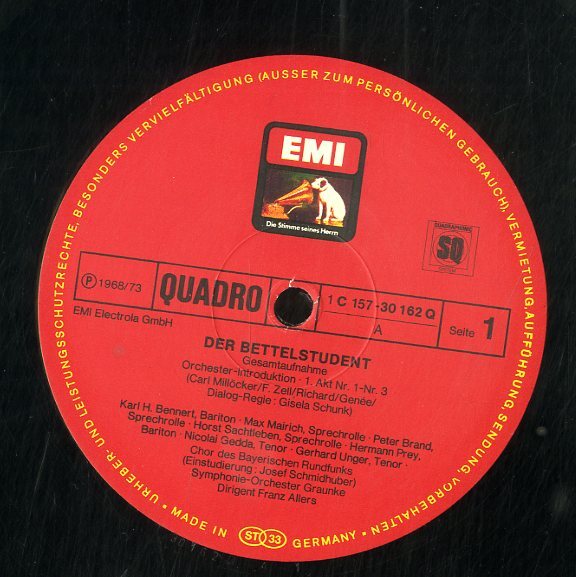 URHEBER- UND LEISTUNGSSCHUTZRECHTE, BESONDERS VERVIELFÄLTIGUNG (AUSSER ZUM PERSÖNLICHEN GEBRAUCH), VERMIETUNG, AUFFÜHRUNG, SENDUNG, VORBEHALTEN
EMI
Die Stimme seines Herrn
QUADRAPHONIC
SQ
SYSTEM
P 1968/73
QUADRO
1 C 157-30 162 Q
A
Seite 1
EMI Electrola GmbH
DER BETTELSTUDENT
Gesamtaufnahme
Orchester-Introduktion · 1. Akt Nr. 1-Nr. 3
(Carl Millöcker/F. Zell/Richard/Genée/
Dialog-Regie: Gisela Schunk)
Karl H. Bennert, Bariton · Max Mairich, Sprechrolle · Peter Brand,
Sprechrolle · Horst Sachtleben, Sprechrolle · Hermann Prey,
Bariton · Nicolai Gedda, Tenor · Gerhard Unger, Tenor ·
Chor des Bayerischen Rundfunks
(Einstudierung: Josef Schmidhuber)
Symphonie-Orchester Graunke
Dirigent Franz Allers
MADE IN ST 33 GERMANY